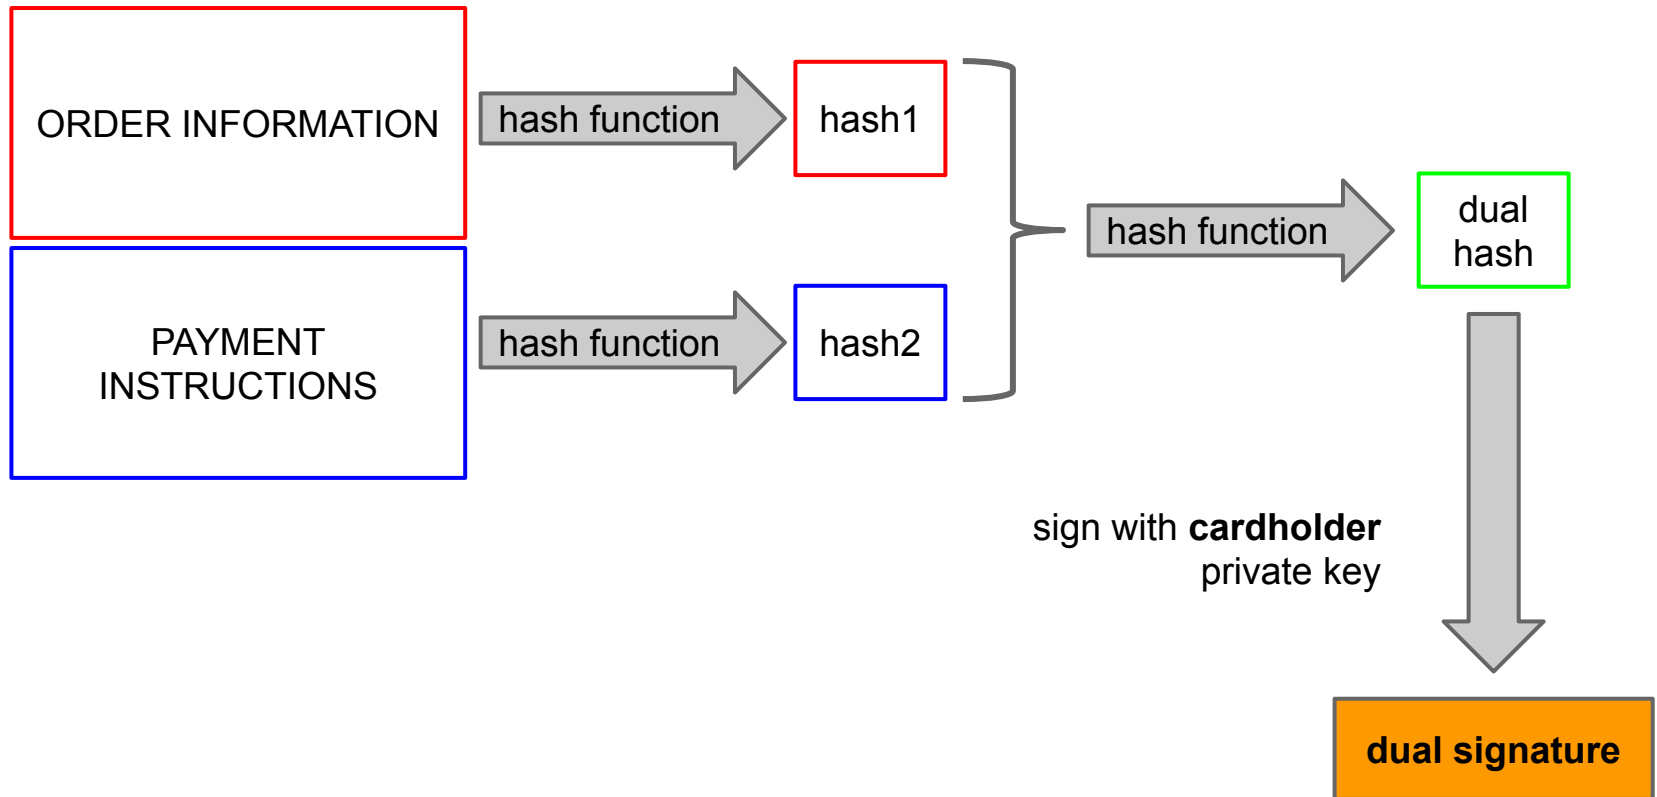 ORDER INFORMATION
hash function
hash1
PAYMENT
INSTRUCTIONS
hash function
hash2
hash function
dual
hash
sign with cardholder
private key
dual signature